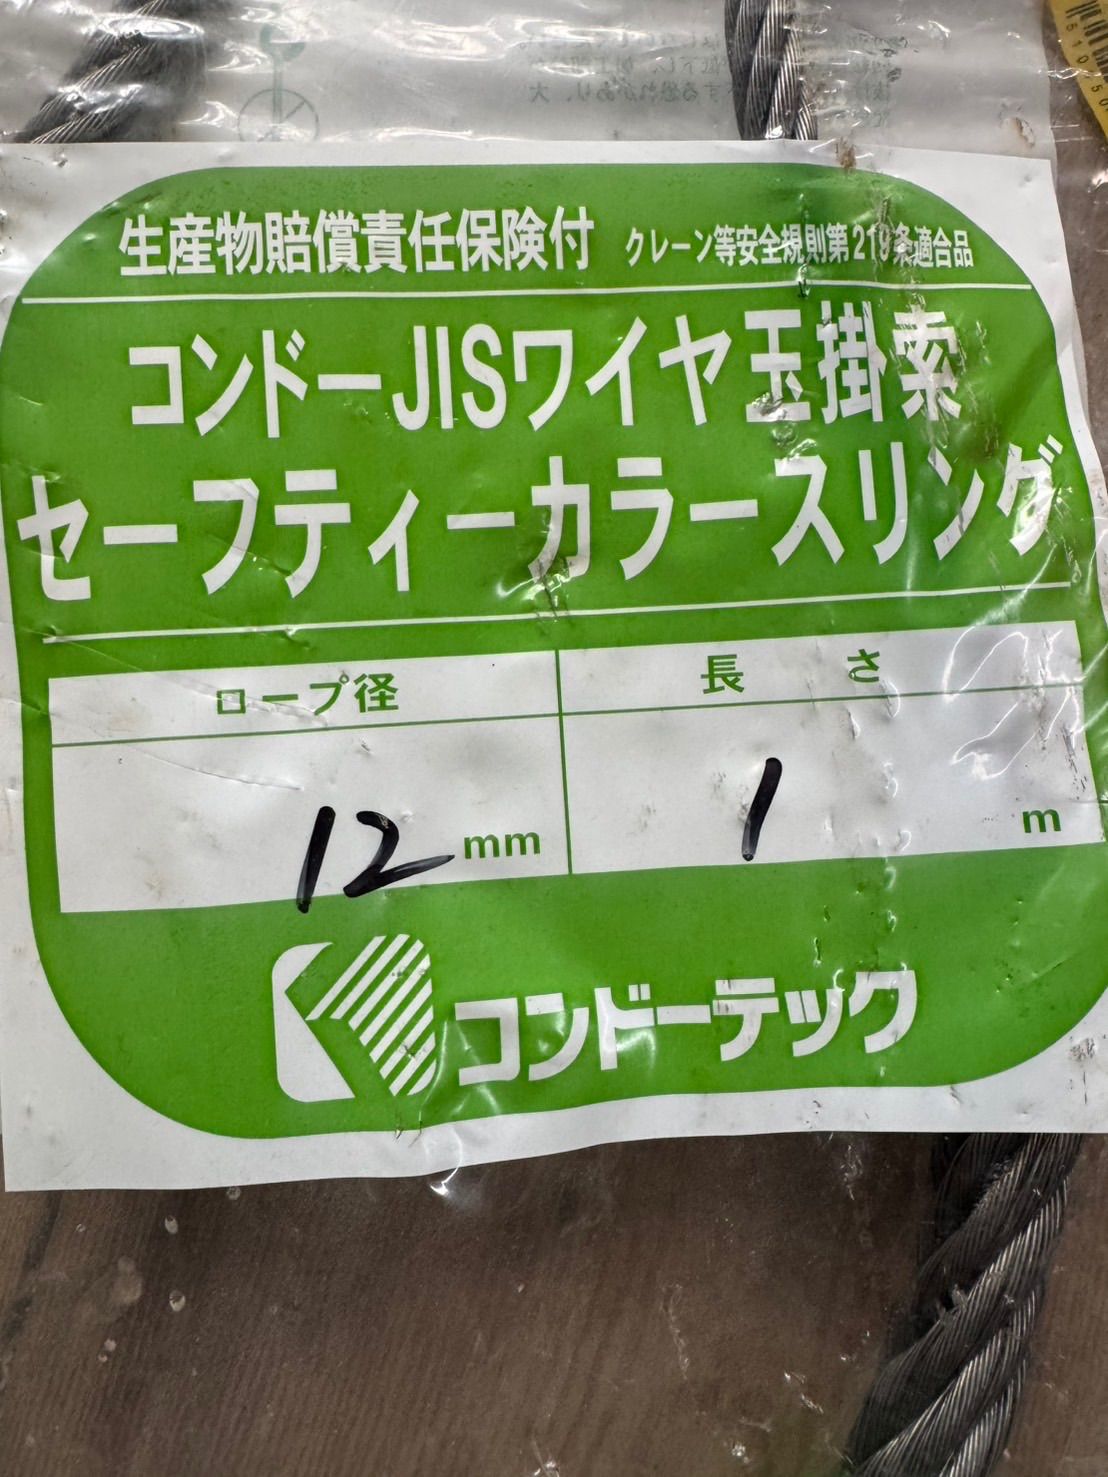 生産物賠償責任保険付 クレーン等安全規則第219条適合品
コンドーJISワイヤ玉掛索
セーフティーカラースリング
ロープ径 長さ
12 mm 1 m
コンドーテック